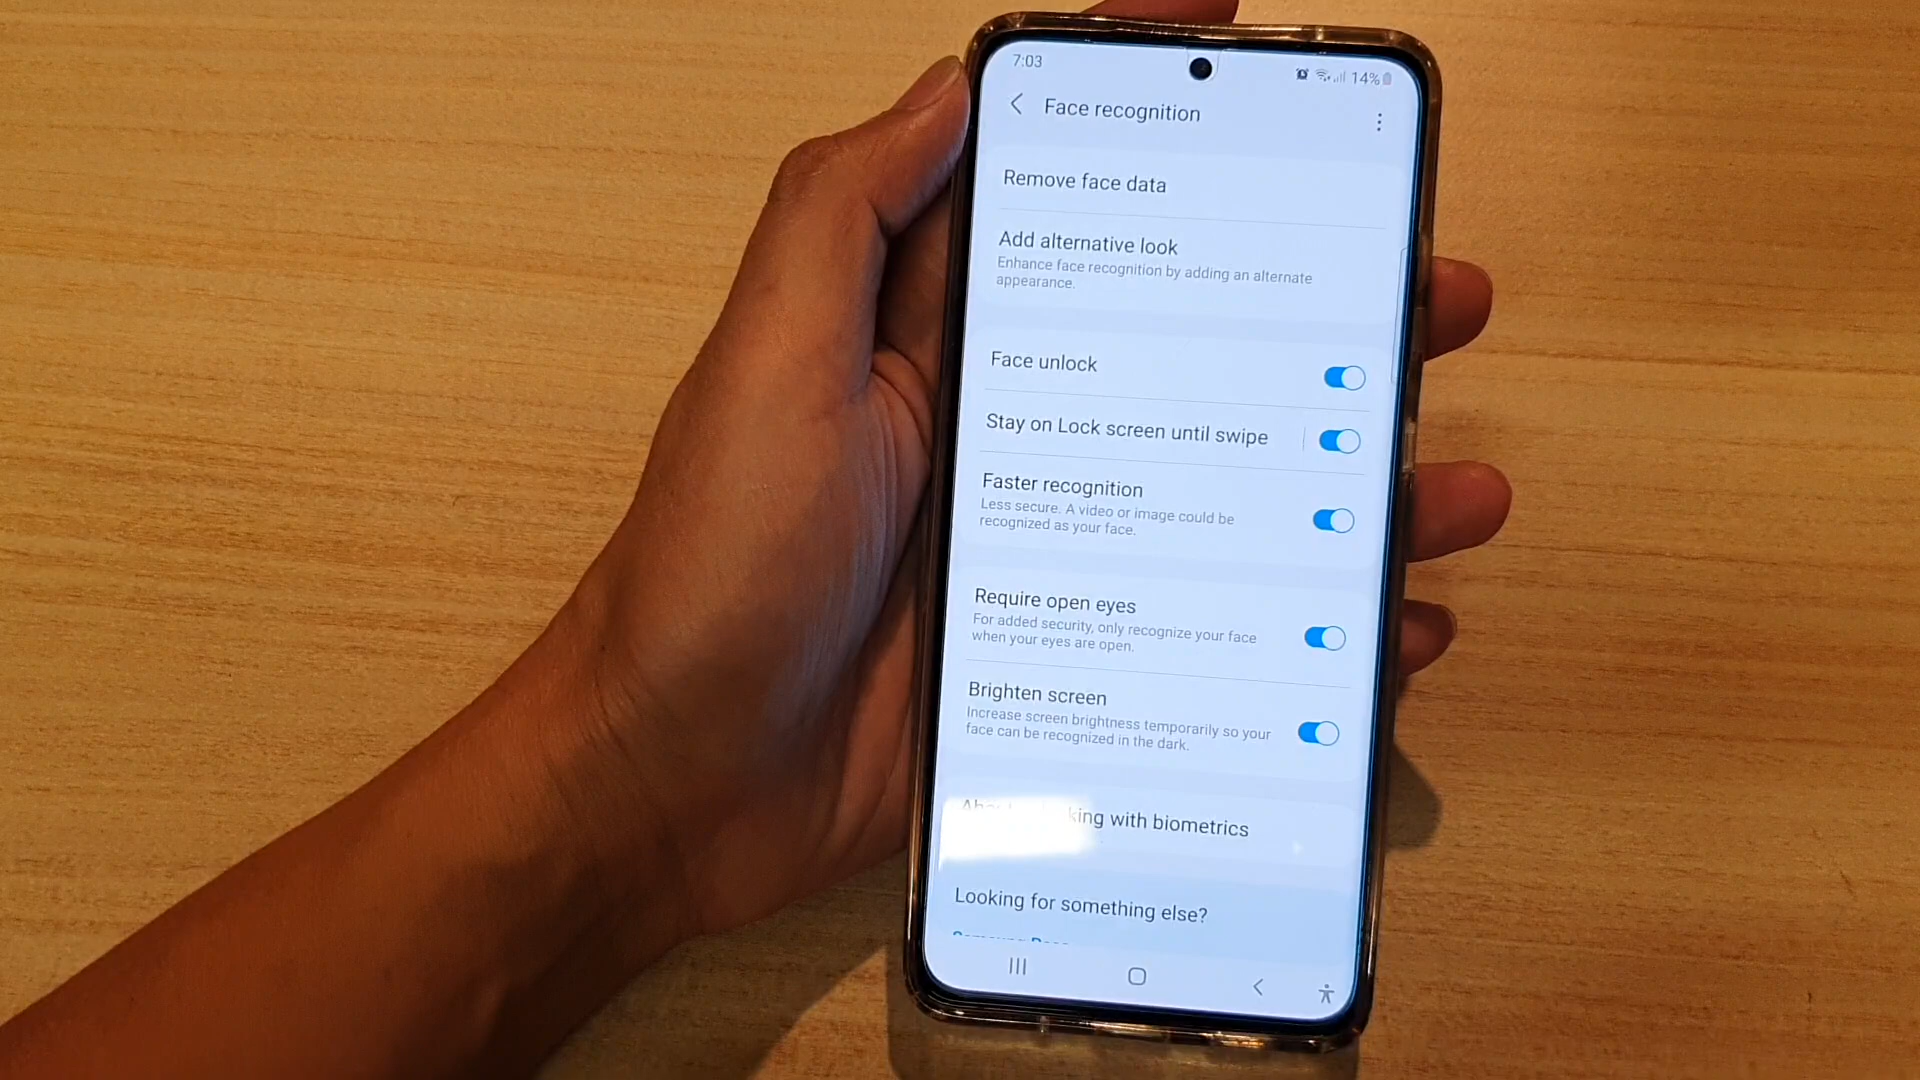 7:03
14%
Face recognition
Remove face data
Add alternative look
Enhance face recognition by adding an alternate
appearance.
Face unlock
Stay on Lock screen until swipe
Faster recognition
Less secure. A video or image could be
recognized as your face.
Require open eyes
For added security, only recognize your face
when your eyes are open.
Brighten screen
Increase screen brightness temporarily so your
face can be recognized in the dark.
with biometrics
Looking for something else?